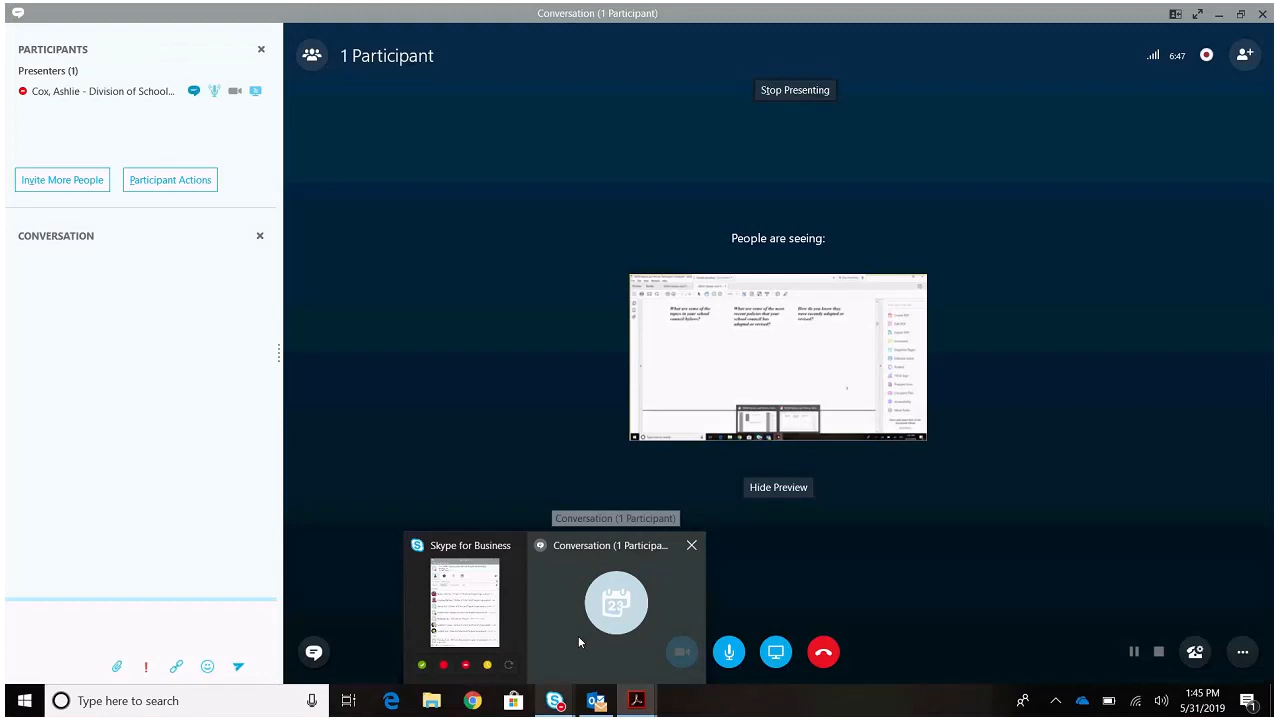 Conversation (1 Participant)
PARTICIPANTS
Presenters (1)
Cox, Ashlie - Division of School...
Invite More People
Participant Actions
CONVERSATION
1 Participant
6:47
Stop Presenting
People are seeing:
What are some of the
topics in your school
council bylaws?
What are some of the most
recent policies that your
school council has
adopted or revised?
How do you know they
were recently adopted or
revised?
Hide Preview
Conversation (1 Participant)
Skype for Business
Conversation (1 Participa...
23
Type here to search
1:45 PM
5/31/2019
1